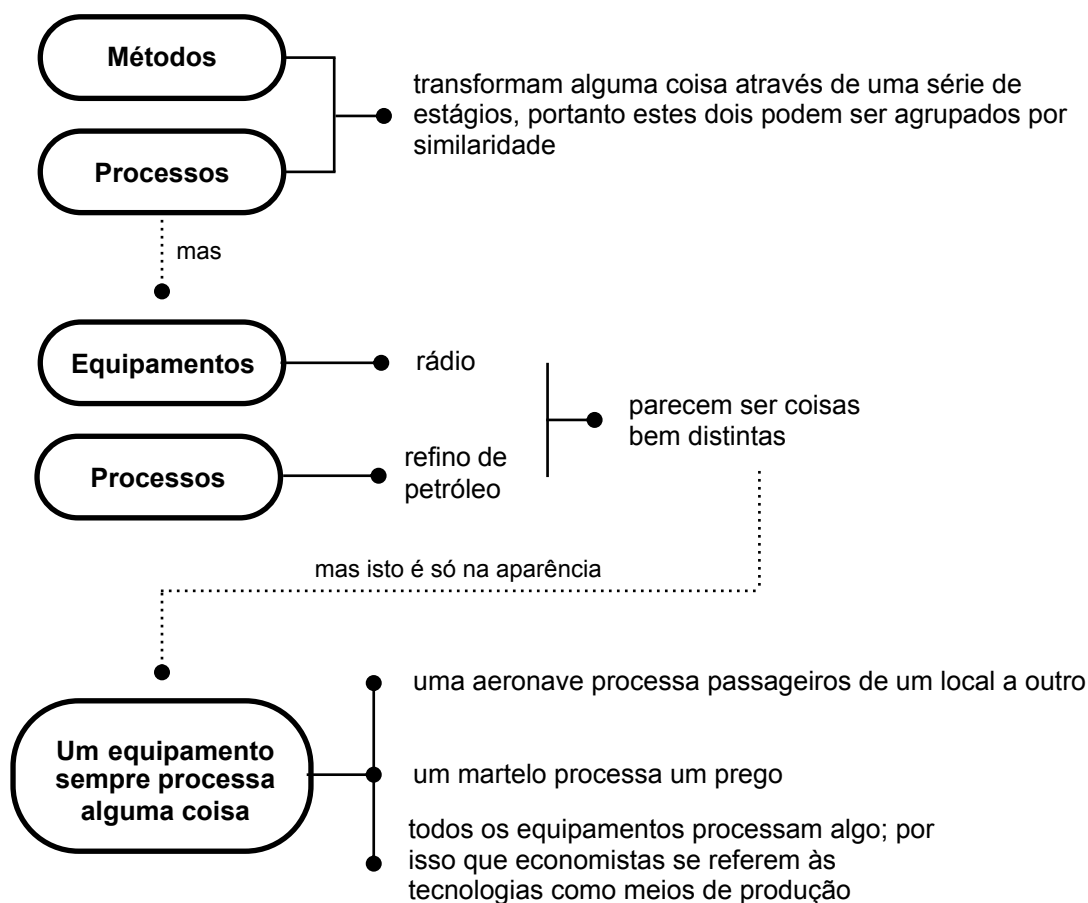 Métodos
transformam alguma coisa através de uma série de
estágios, portanto estes dois podem ser agrupados por
similaridade
Processos
mas
Equipamentos
rádio
parecem ser coisas
bem distintas
Processos
refino de
petróleo
mas isto é só na aparência
uma aeronave processa passageiros de um local a outro
Um equipamento
sempre processa
alguma coisa
um martelo processa um prego
todos os equipamentos processam algo; por
isso que economistas se referem às
tecnologias como meios de produção